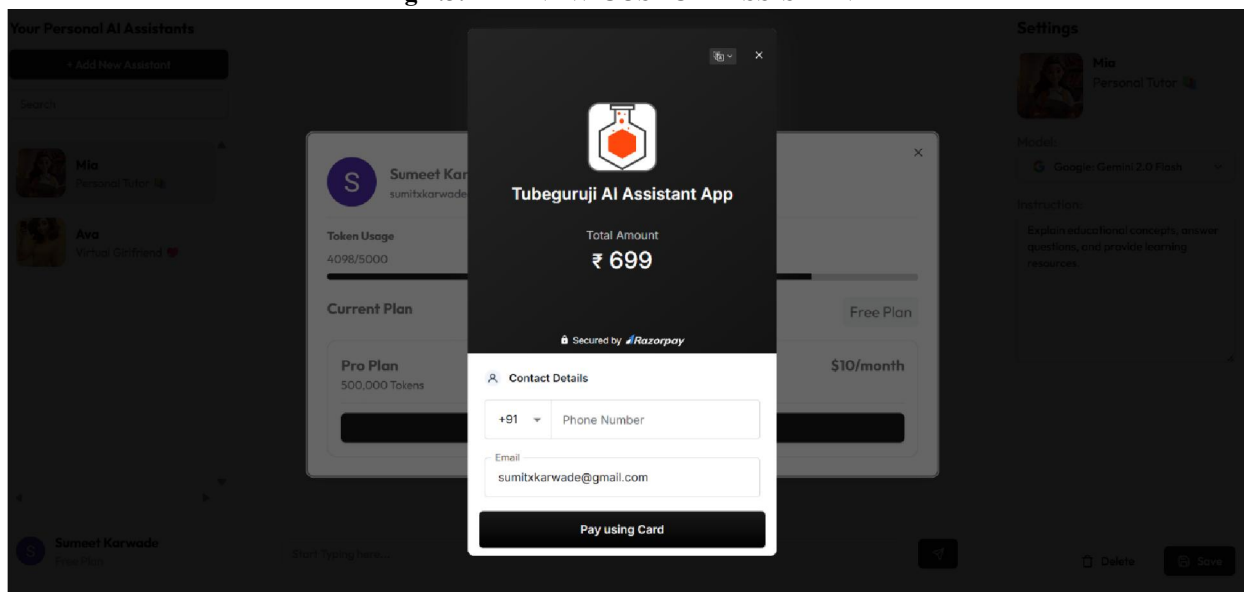 Your Personal AI Assistants
+ Add New Assistant
Search
Mia
Personal Tutor
Ava
Virtual Girlfriend
Sumeet Karwade
Free Plan
S
Sumeet Kar
sumitxkarwade
Token Usage
4098/5000
Current Plan
Free Plan
Pro Plan
500,000 Tokens
$10/month
Start Typing here...
Tubeguruji AI Assistant App
Total Amount
₹ 699
Secured by Razorpay
Contact Details
+91
Phone Number
Email
sumitxkarwade@gmail.com
Pay using Card
Settings
Mia
Personal Tutor
Model:
G Google: Gemini 2.0 Flash
Instruction:
Explain educational concepts, answer
questions, and provide learning
resources.
Delete
Save